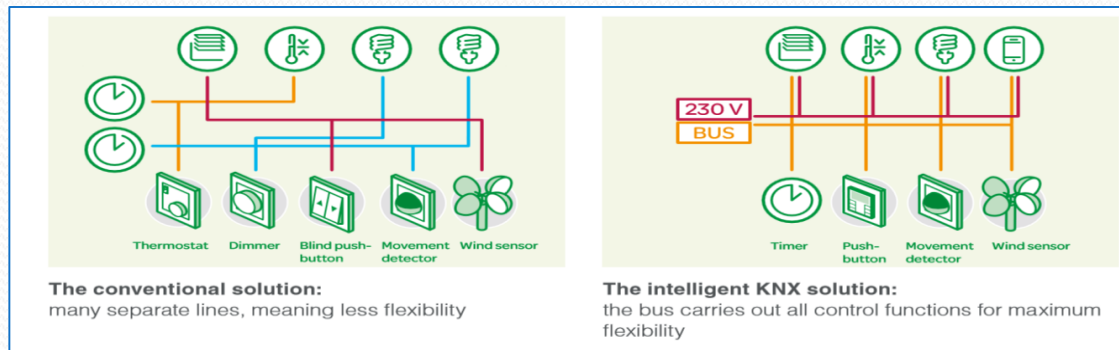 Thermostat
Dimmer
Blind push-
button
Movement
detector
Wind sensor
The conventional solution:
many separate lines, meaning less flexibility
230 V
BUS
Timer
Push-
button
Movement
detector
Wind sensor
The intelligent KNX solution:
the bus carries out all control functions for maximum
flexibility